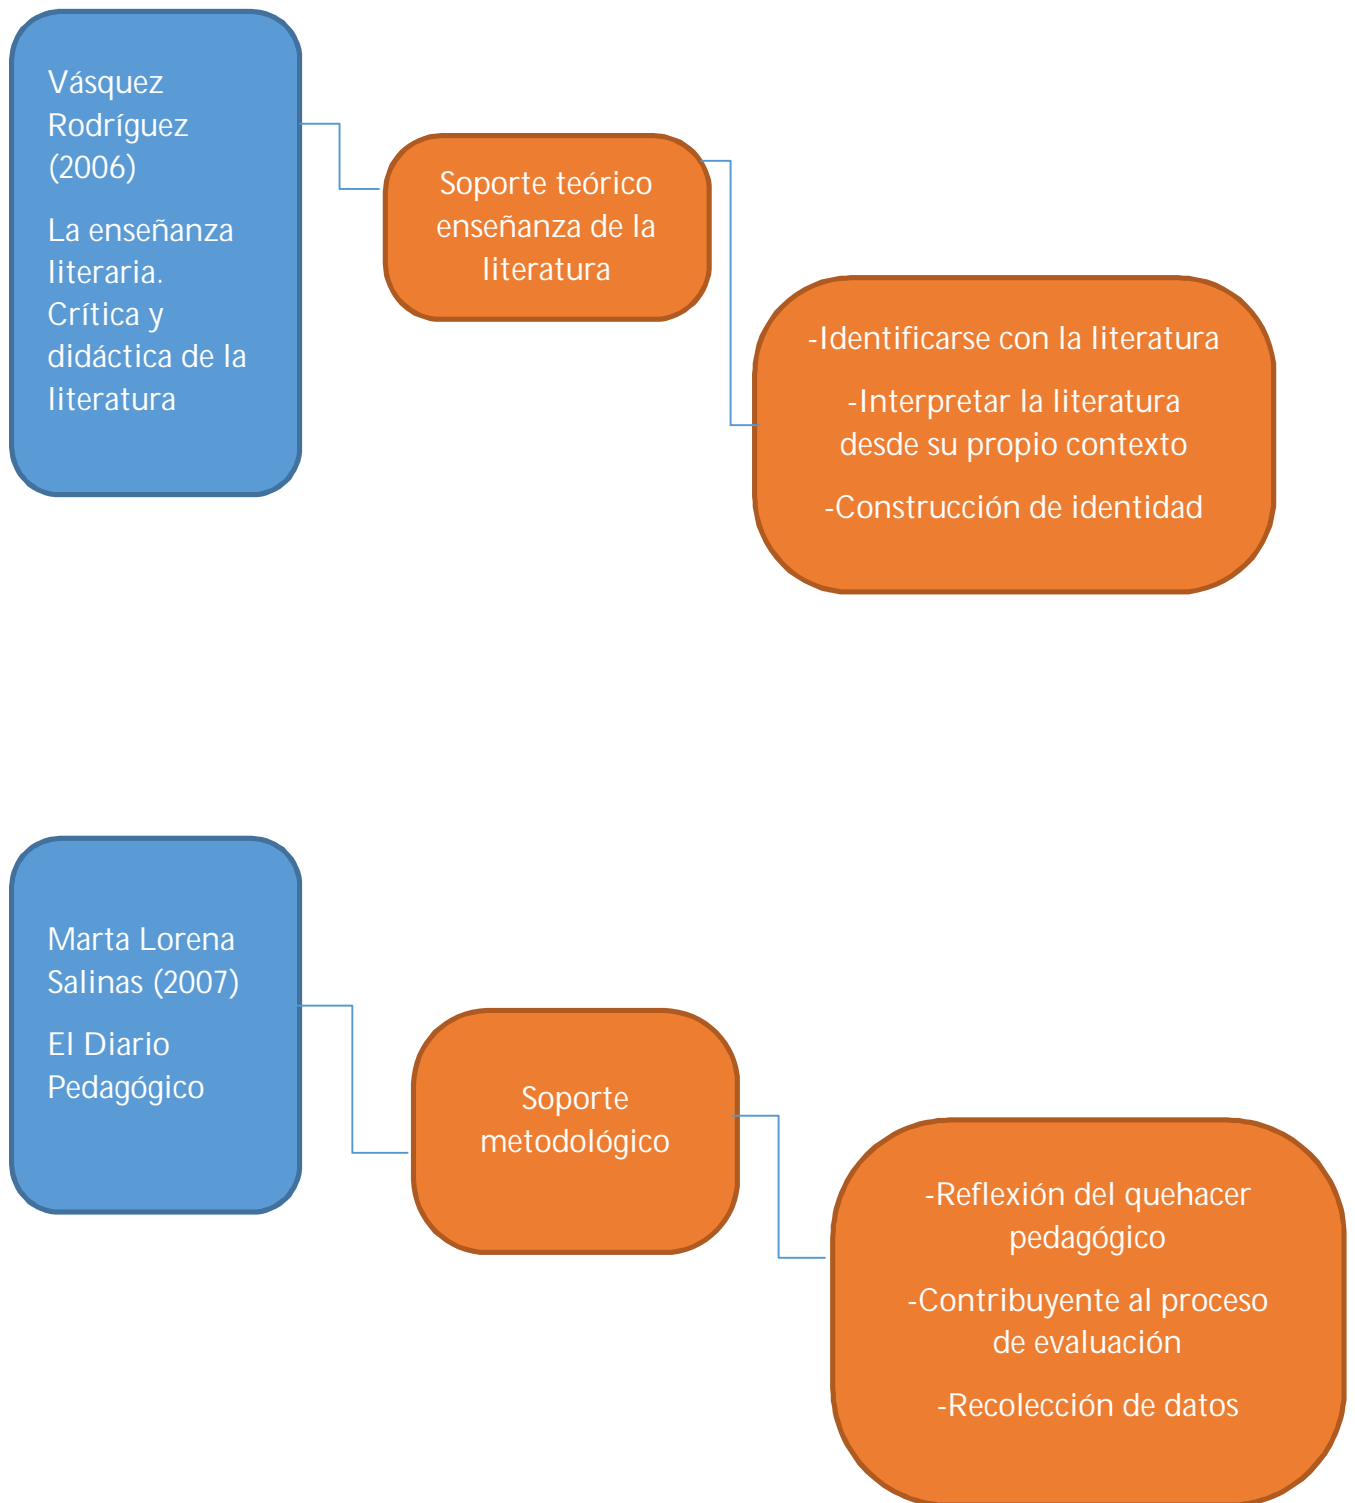 Vásquez
Rodríguez
(2006)
La enseñanza
literaria.
Crítica y
didáctica de la
literatura
Soporte teórico
enseñanza de la
literatura
-Identificarse con la literatura
-Interpretar la literatura
desde su propio contexto
-Construcción de identidad
Marta Lorena
Salinas (2007)
El Diario
Pedagógico
Soporte
metodológico
-Reflexión del quehacer
pedagógico
-Contribuyente al proceso
de evaluación
-Recolección de datos